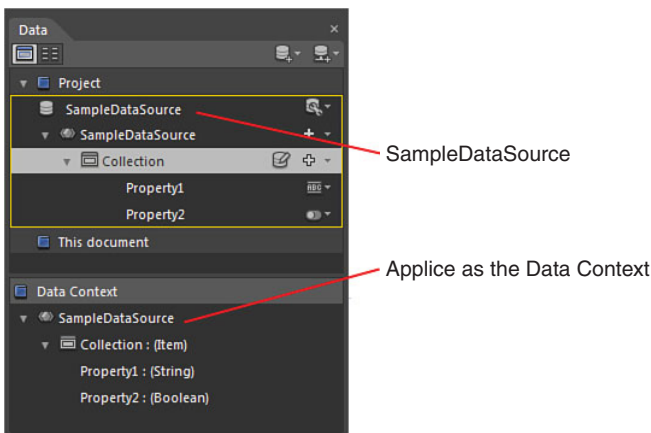 Data
Project
SampleDataSource
SampleDataSource
SampleDataSource
Collection
Property1
ABC
Property2
This document
Applice as the Data Context
Data Context
SampleDataSource
Collection : (Item)
Property1 : (String)
Property2 : (Boolean)